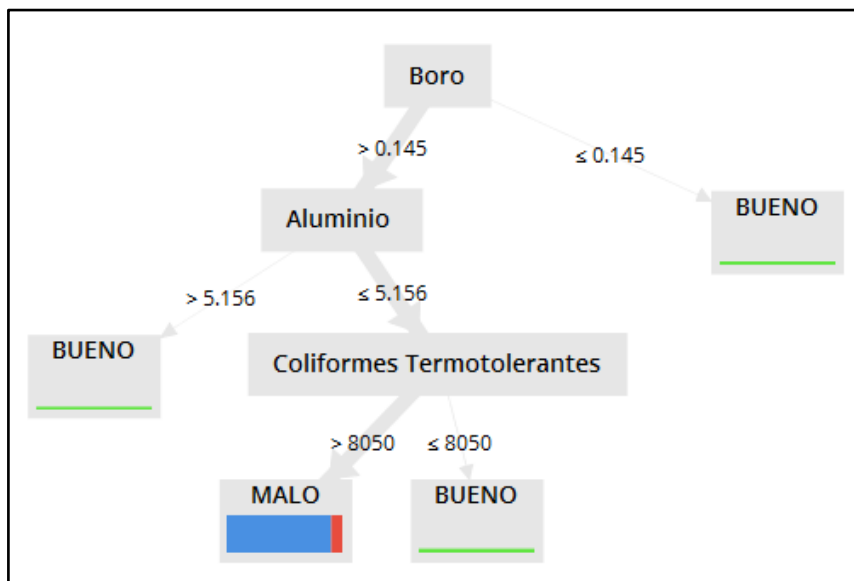 Boro
> 0.145
≤ 0.145
Aluminio
BUENO
> 5.156
≤ 5.156
BUENO
Coliformes Termotolerantes
> 8050
≤ 8050
MALO
BUENO